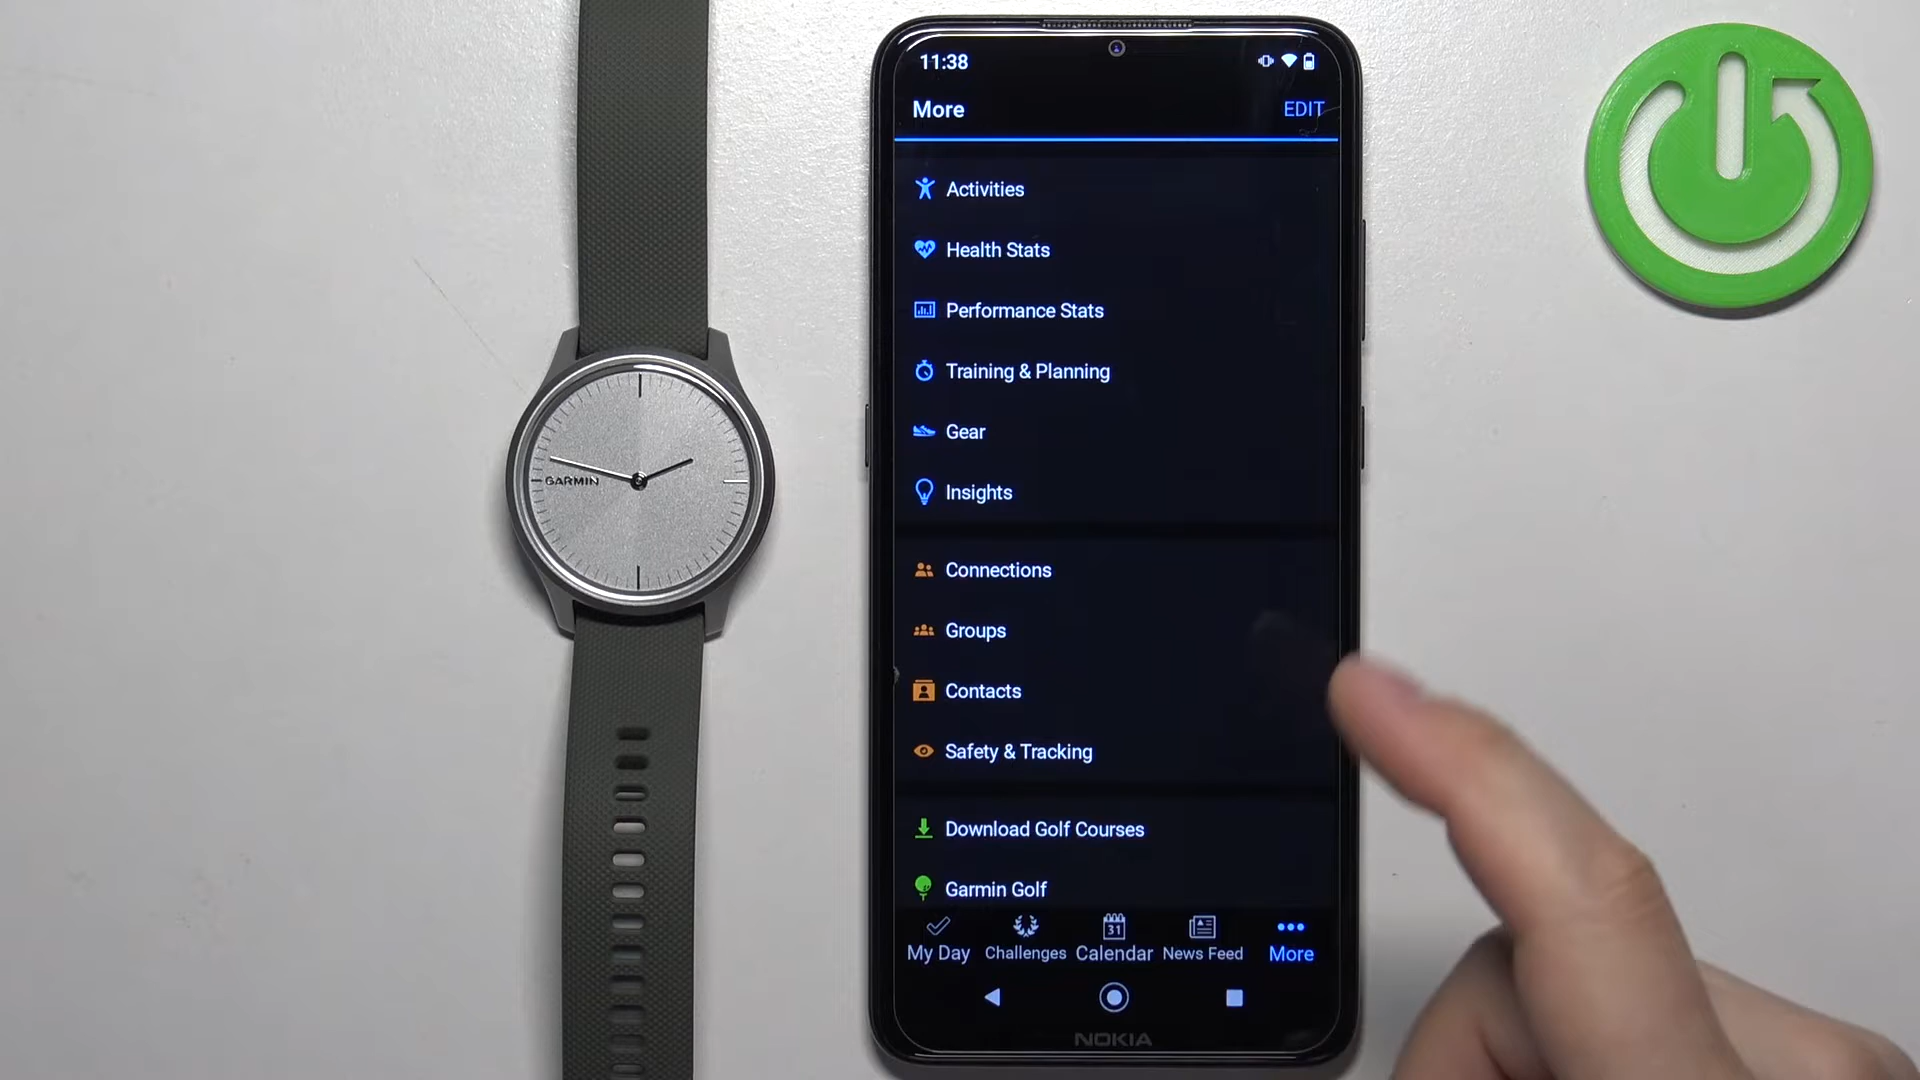 GARMIN
11:38
More
EDIT
Activities
Health Stats
Performance Stats
Training & Planning
Gear
Insights
Connections
Groups
Contacts
Safety & Tracking
Download Golf Courses
Garmin Golf
31
My Day Challenges Calendar News Feed More
NOKIA